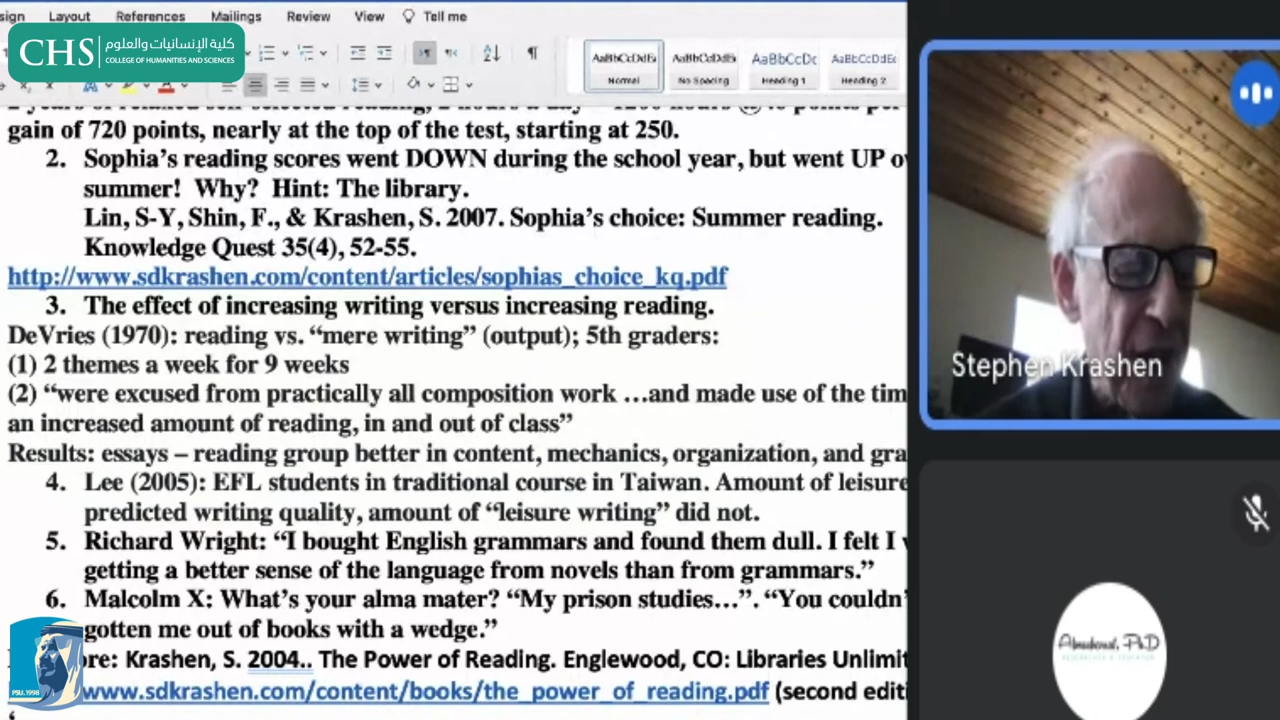 sign Layout References Mailings Review View Tell me
CHS كلية الإنسانيات والعلوم
COLLEGE OF HUMANITIES AND SCIENCES
AaBbCcDdEe AaBbCcDdEe AaBbCcDc AaBbCcDdEe
Normal No Spacing Heading 1 Heading 2
gain of 720 points, nearly at the top of the test, starting at 250.
2. Sophia's reading scores went DOWN during the school year, but went UP
summer! Why? Hint: The library.
Lin, S-Y, Shin, F., & Krashen, S. 2007. Sophia's choice: Summer reading.
Knowledge Quest 35(4), 52-55.
http://www.sdkrashen.com/content/articles/sophias_choice_kq.pdf
3. The effect of increasing writing versus increasing reading.
DeVries (1970): reading vs. "mere writing" (output); 5th graders:
(1) 2 themes a week for 9 weeks
(2) "were excused from practically all composition work …and made use of the tim
an increased amount of reading, in and out of class"
Results: essays – reading group better in content, mechanics, organization, and gra
4. Lee (2005): EFL students in traditional course in Taiwan. Amount of leisure
predicted writing quality, amount of "leisure writing" did not.
5. Richard Wright: "I bought English grammars and found them dull. I felt I
getting a better sense of the language from novels than from grammars."
6. Malcolm X: What's your alma mater? "My prison studies…". "You couldn'
gotten me out of books with a wedge."
ore: Krashen, S. 2004.. The Power of Reading. Englewood, CO: Libraries Unlimit
www.sdkrashen.com/content/books/the_power_of_reading.pdf (second editi
PSU.1998
Stephen Krashen